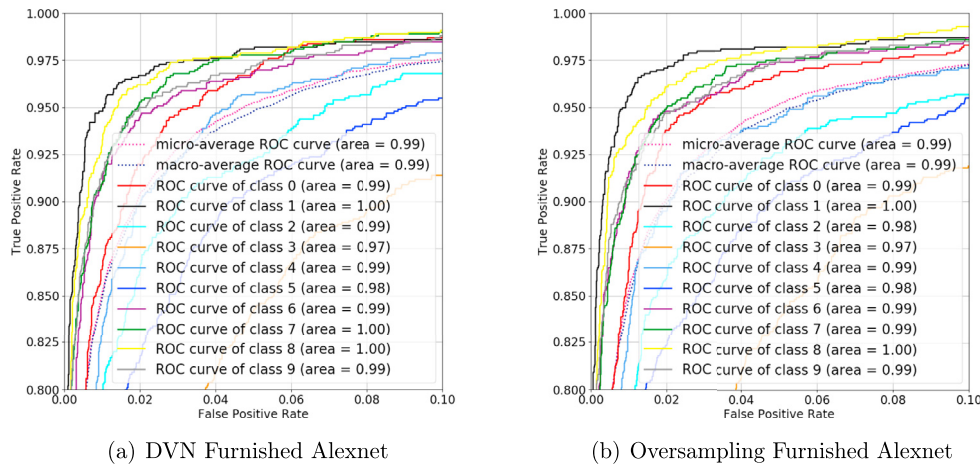 1.000
0.975
0.950
0.925
0.900
0.875
0.850
0.825
0.800
True Positive Rate
micro-average ROC curve (area = 0.99)
macro-average ROC curve (area = 0.99)
ROC curve of class 0 (area = 0.99)
ROC curve of class 1 (area = 1.00)
ROC curve of class 2 (area = 0.99)
ROC curve of class 3 (area = 0.97)
ROC curve of class 4 (area = 0.99)
ROC curve of class 5 (area = 0.98)
ROC curve of class 6 (area = 0.99)
ROC curve of class 7 (area = 1.00)
ROC curve of class 8 (area = 1.00)
ROC curve of class 9 (area = 0.99)
0.00 0.02 0.04 0.06 0.08 0.10
False Positive Rate
(a) DVN Furnished Alexnet
1.000
0.975
0.950
0.925
0.900
0.875
0.850
0.825
0.800
True Positive Rate
micro-average ROC curve (area = 0.99)
macro-average ROC curve (area = 0.99)
ROC curve of class 0 (area = 0.99)
ROC curve of class 1 (area = 1.00)
ROC curve of class 2 (area = 0.98)
ROC curve of class 3 (area = 0.97)
ROC curve of class 4 (area = 0.99)
ROC curve of class 5 (area = 0.98)
ROC curve of class 6 (area = 0.99)
ROC curve of class 7 (area = 0.99)
ROC curve of class 8 (area = 1.00)
ROC curve of class 9 (area = 0.99)
0.00 0.02 0.04 0.06 0.08 0.10
False Positive Rate
(b) Oversampling Furnished Alexnet